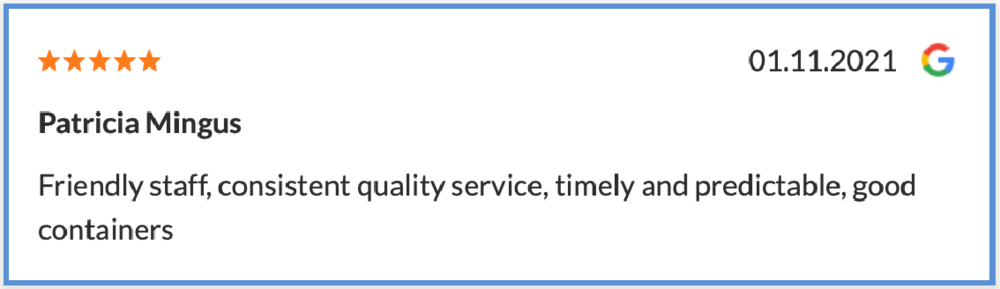 01.11.2021
Patricia Mingus
Friendly staff, consistent quality service, timely and predictable, good
containers